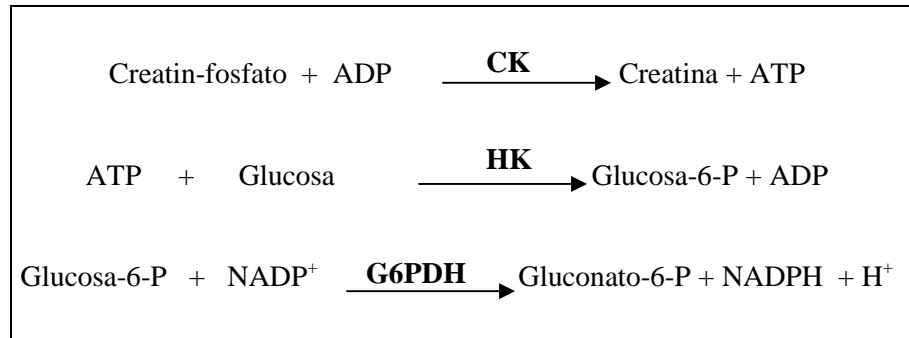 Creatin-fosfato + ADP CK Creatina + ATP
ATP + Glucosa HK Glucosa-6-P + ADP
Glucosa-6-P + NADP⁺ G6PDH Gluconato-6-P + NADPH + H⁺